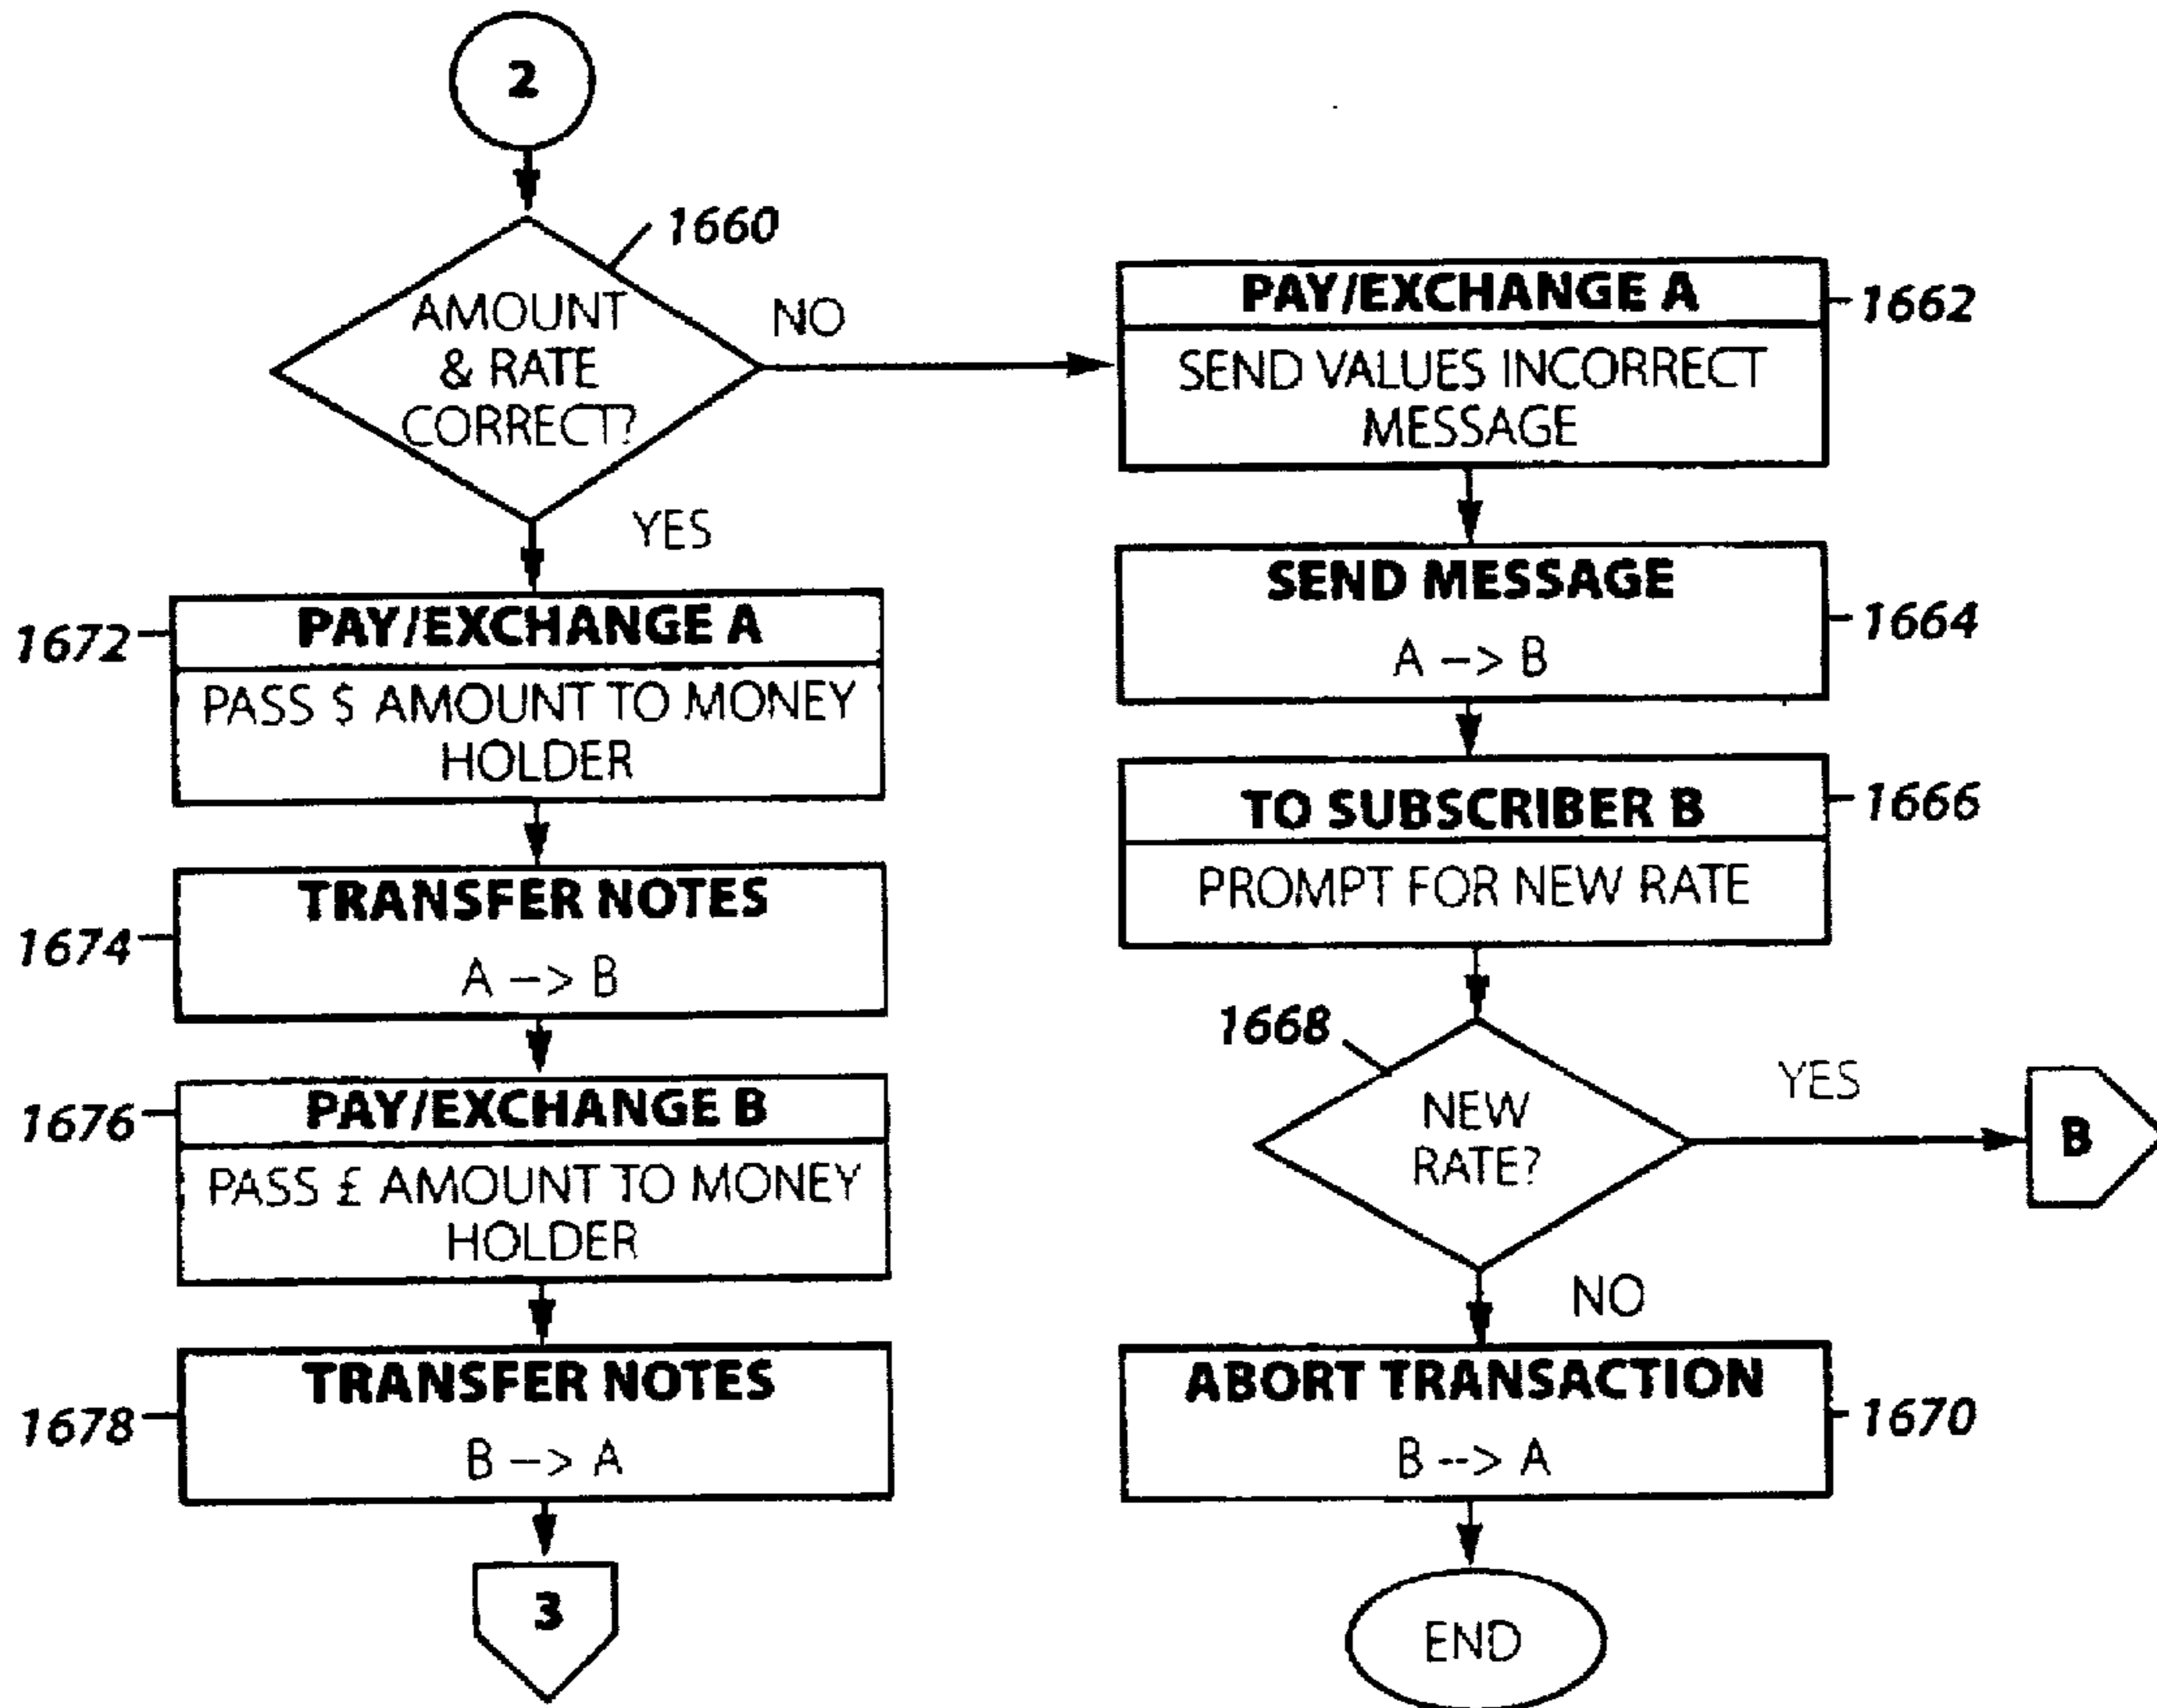 2
1660
AMOUNT
& RATE
CORRECT?
NO
YES
PAY/EXCHANGE A
1662
SEND VALUES INCORRECT
MESSAGE
SEND MESSAGE
1664
A –> B
TO SUBSCRIBER B
1666
PROMPT FOR NEW RATE
1668
NEW
RATE?
YES
B
NO
ABORT TRANSACTION
1670
B --> A
END
1672
PAY/EXCHANGE A
PASS $ AMOUNT TO MONEY
HOLDER
TRANSFER NOTES
1674
A –> B
1676
PAY/EXCHANGE B
PASS £ AMOUNT TO MONEY
HOLDER
TRANSFER NOTES
1678
B –> A
3